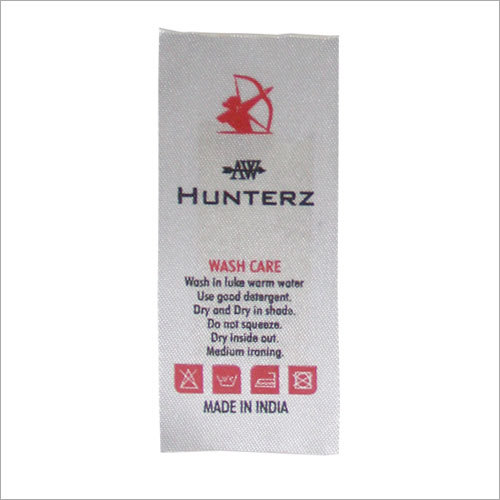 AW
HUNTERZ
WASH CARE
Wash in luke warm water
Use good detergent.
Dry and Dry in shade.
Do not squeeze.
Dry inside out.
Medium ironing.
MADE IN INDIA